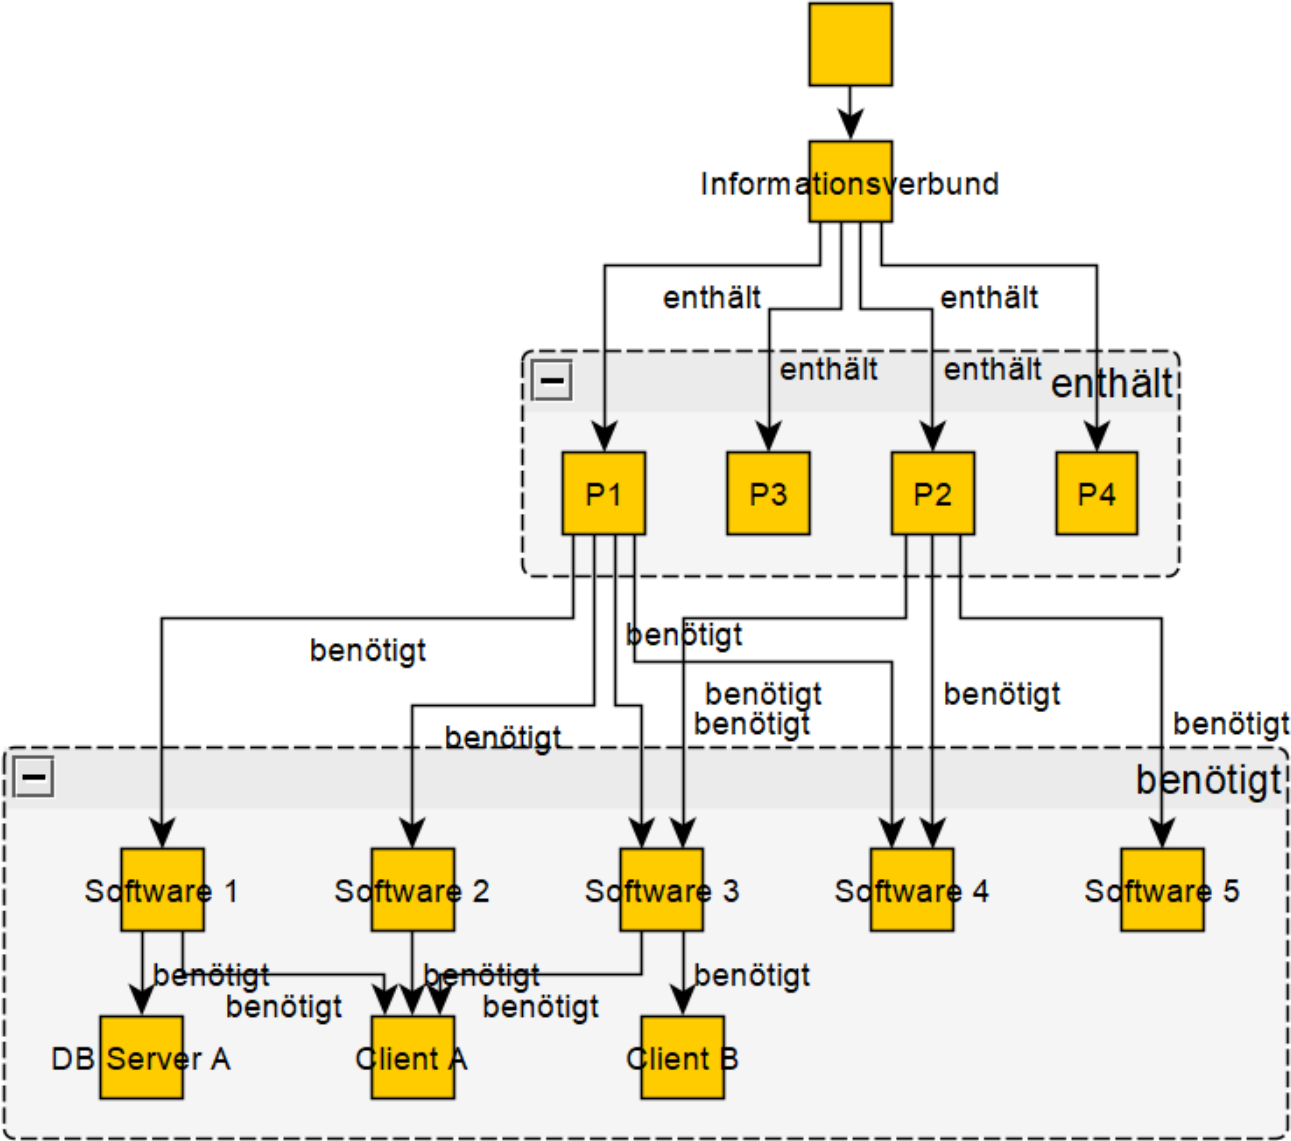 Informationsverbund
enthält
enthält
enthält
enthält
enthält
P1
P3
P2
P4
benötigt
benötigt
benötigt
benötigt
benötigt
benötigt
benötigt
benötigt
Software 1
Software 2
Software 3
Software 4
Software 5
benötigt
benötigt
benötigt
benötigt
benötigt
DB Server A
Client A
Client B